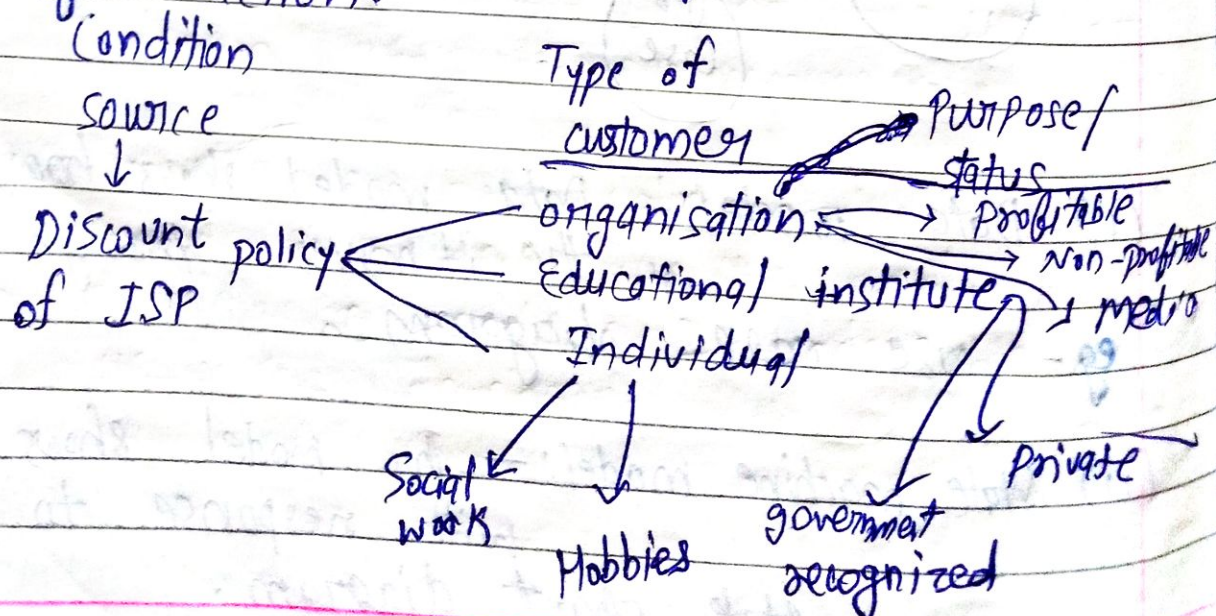 Condition
source
Type of
customer
Purpose/
status
Discount policy
of ISP
organisation
Profitable
Non-profitable
Educational institute
media
Individual
Private
Social
work
Hobbies
government
recognized